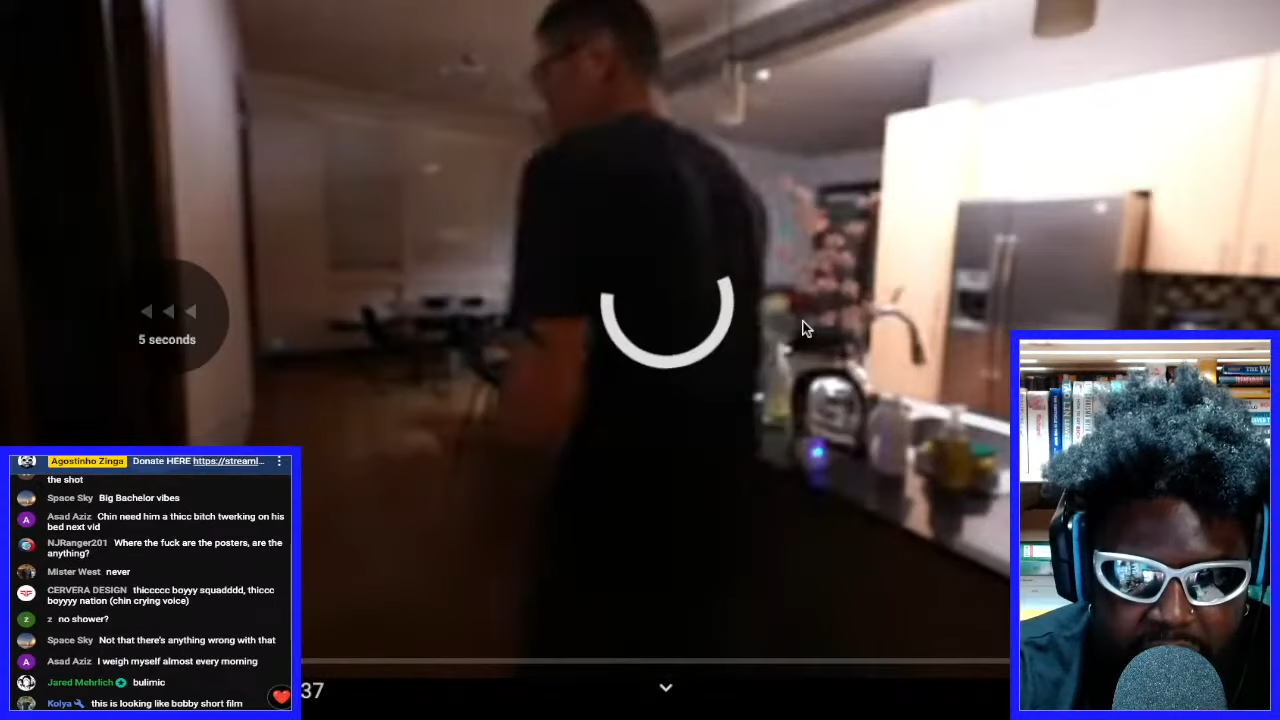 5 seconds
Agostinho Zinga Donate HERE https://streaml...
the shot
Space Sky Big Bachelor vibes
Asad Aziz Chin need him a thicc bitch twerking on his
bed next vid
NJRanger201 Where the fuck are the posters, are the
anything?
Mister West never
CERVERA DESIGN thiccccc boyyy squadddd, thiccc
boyyyy nation (chin crying voice)
z no shower?
Space Sky Not that there's anything wrong with that
Asad Aziz I weigh myself almost every morning
Jared Mehrlich bulimic
Kolya this is looking like bobby short film
37